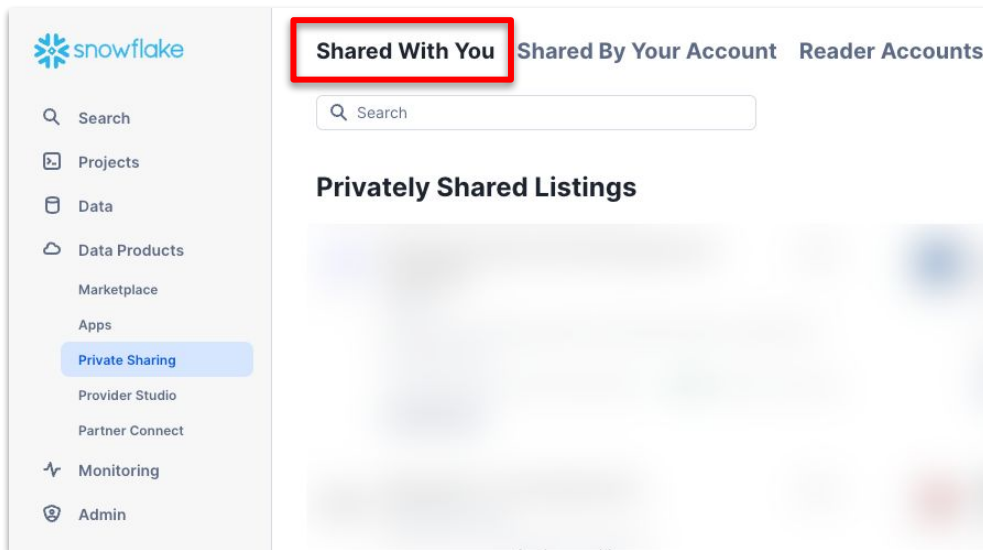 snowflake
Search
Projects
Data
Data Products
Marketplace
Apps
Private Sharing
Provider Studio
Partner Connect
Monitoring
Admin
Shared With You Shared By Your Account Reader Accounts
Search
Privately Shared Listings